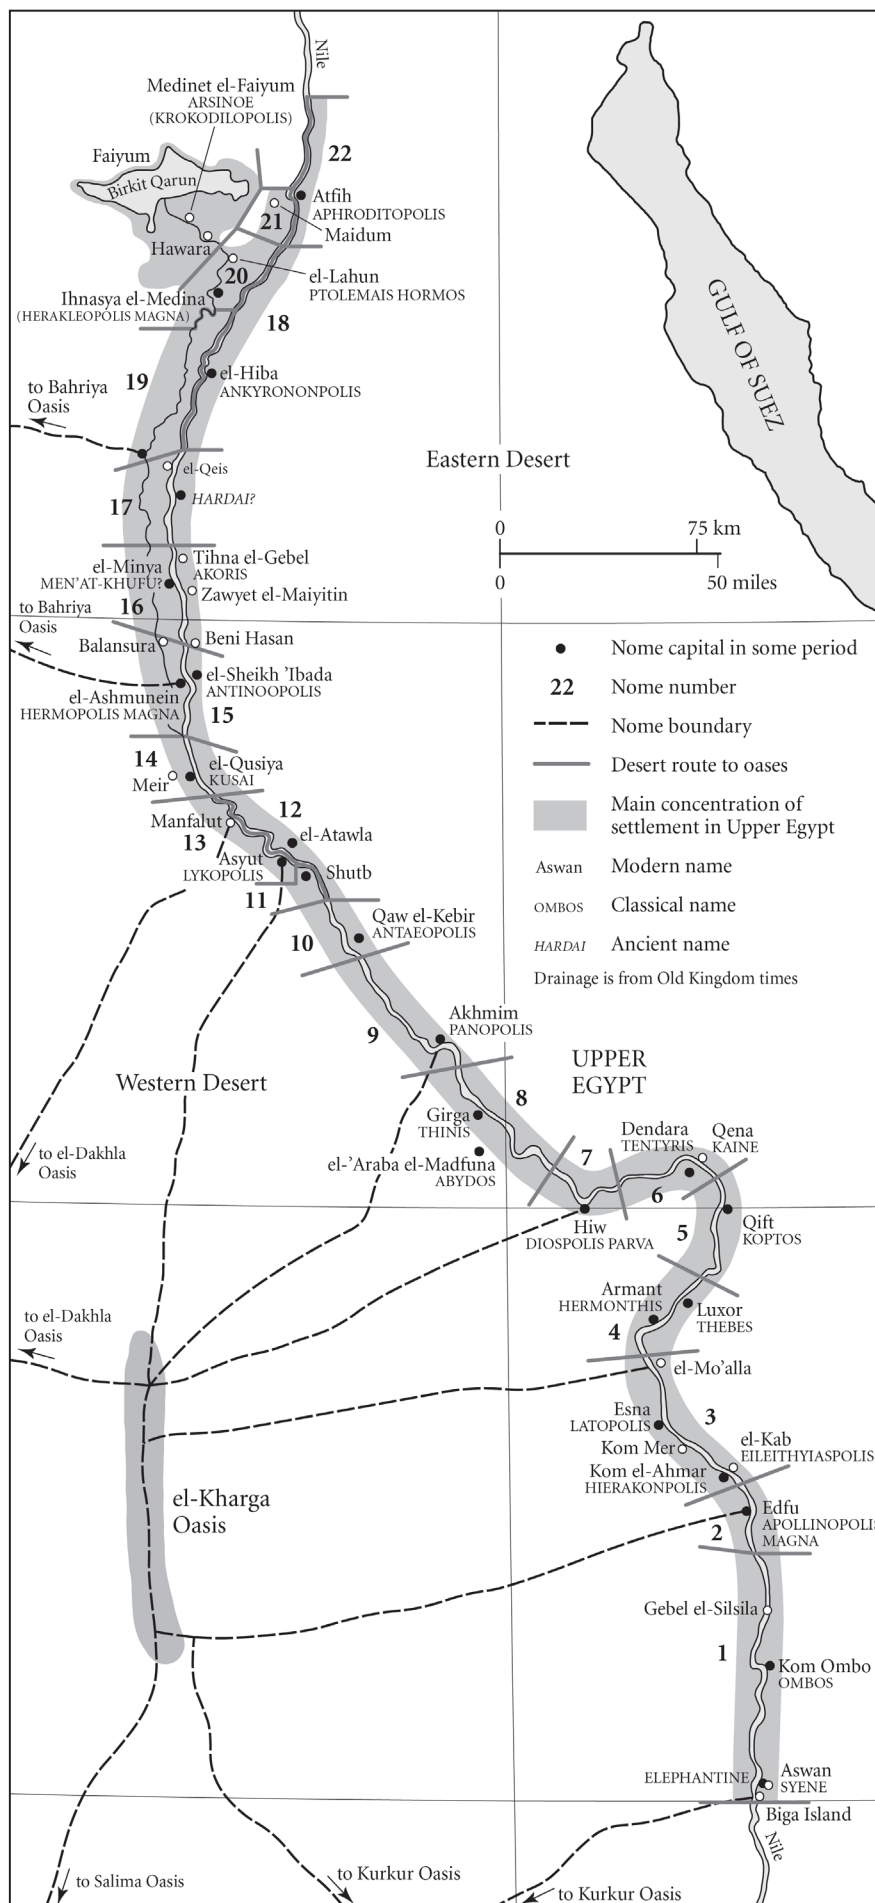 Nile
Medinet el-Faiyum
ARSINOE
(KROKODILOPOLIS)
22
Faiyum
Birkit Qarun
Atfih
APHRODITOPOLIS
21
Maidum
Hawara
20
el-Lahun
PTOLEMAIS HORMOS
Ihnasya el-Medina
(HERAKLEOPOLIS MAGNA)
18
GULF OF SUEZ
19
el-Hiba
ANKYRONONPOLIS
to Bahriya
Oasis
Eastern Desert
el-Qeis
HARDAI?
17
0
75 km
0
50 miles
Tihna el-Gebel
AKORIS
el-Minya
MEN'AT-KHUFU?
Zawyet el-Maiyitin
16
to Bahriya
Oasis
Beni Hasan
Balansura
el-Sheikh 'Ibada
ANTINOOPOLIS
el-Ashmunein
HERMOPOLIS MAGNA
15
Nome capital in some period
22
Nome number
Nome boundary
Desert route to oases
Main concentration of
settlement in Upper Egypt
Aswan
Modern name
OMBOS
Classical name
HARDAI
Ancient name
Drainage is from Old Kingdom times
14
el-Qusiya
KUSAI
Meir
12
Manfalut
13
el-Atawla
Asyut
LYKOPOLIS
Shutb
11
Qaw el-Kebir
ANTAEOPOLIS
10
Akhmim
PANOPOLIS
9
UPPER
EGYPT
Western Desert
8
Girga
THINIS
Dendara
TENTYRIS
Qena
KAINE
to el-Dakhla
Oasis
el-'Araba el-Madfuna
ABYDOS
7
6
Hiw
DIOSPOLIS PARVA
5
Qift
KOPTOS
Armant
HERMONTHIS
Luxor
THEBES
to el-Dakhla
Oasis
4
el-Mo'alla
Esna
LATOPOLIS
3
Kom Mer
el-Kab
EILEITHYIASPOLIS
Kom el-Ahmar
HIERAKONPOLIS
el-Kharga
Oasis
Edfu
APOLLINOPOLIS
MAGNA
2
Gebel el-Silsila
1
Kom Ombo
OMBOS
ELEPHANTINE
Aswan
SYENE
Biga Island
Nile
to Salima Oasis
to Kurkur Oasis
to Kurkur Oasis